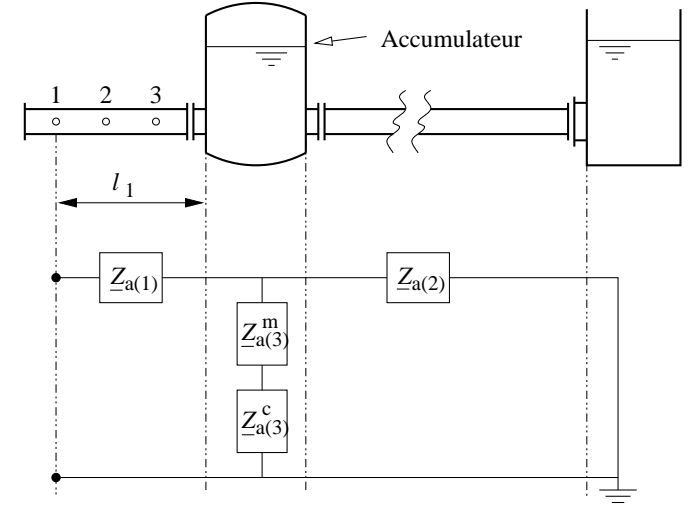 Accumulateur
1 2 3
l 1
Z a(1)
Z a(2)
Z m a(3)
Z c a(3)